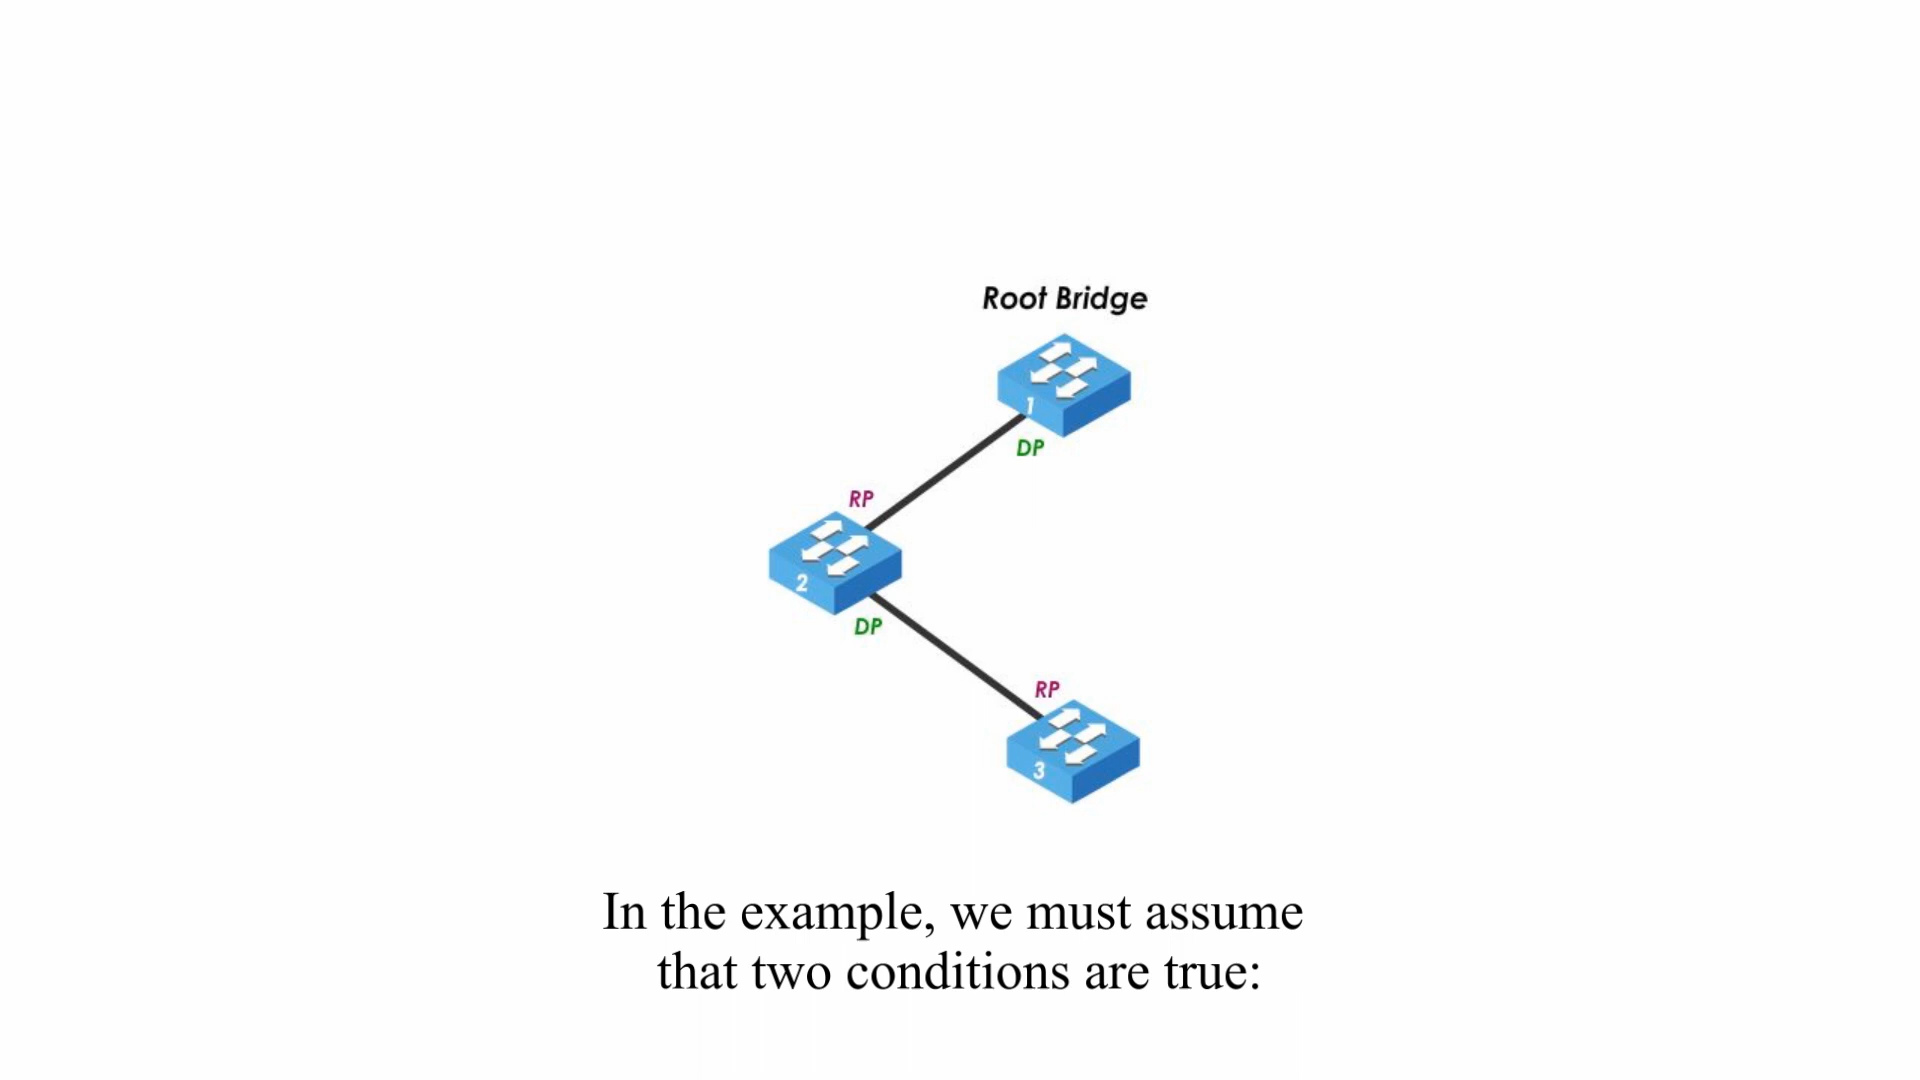 Root Bridge
1
DP
RP
2
DP
RP
3
In the example, we must assume
that two conditions are true: